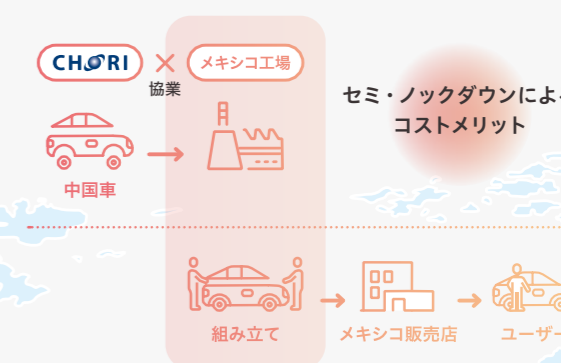 CHORI
メキシコ工場
協業
セミ・ノックダウンによ
コストメリット
中国車
組み立て
メキシコ販売店
ユーザー